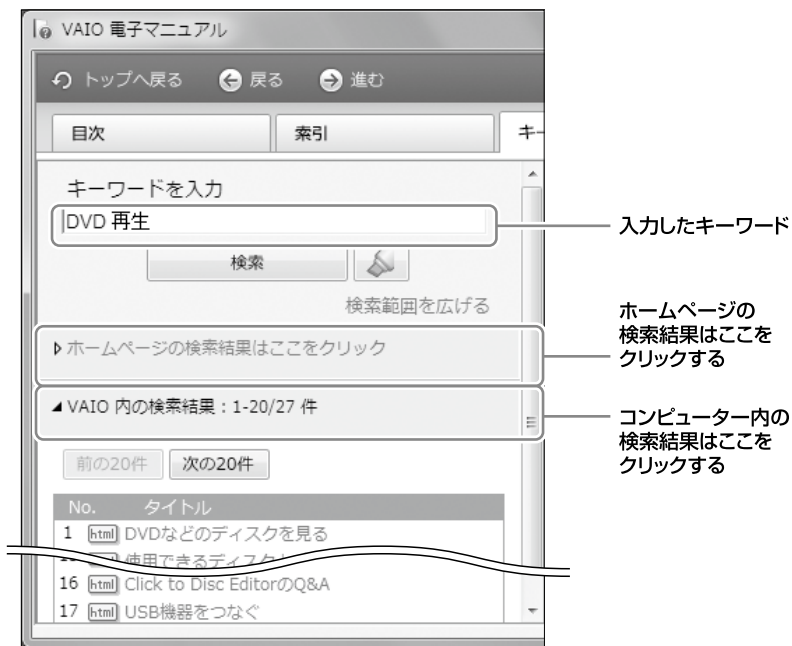 VAIO 電子マニュアル
トップへ戻る 戻る 進む
目次 索引 キー
キーワードを入力
DVD 再生
入力したキーワード
検索
検索範囲を広げる
ホームページの検索結果はここをクリック
ホームページの
検索結果はここを
クリックする
VAIO 内の検索結果：1-20/27 件
コンピューター内の
検索結果はここを
クリックする
前の20件 次の20件
No. タイトル
1 html DVDなどのディスクを見る
使用できるディスク
16 html Click to Disc EditorのQ&A
17 html USB機器をつなぐ